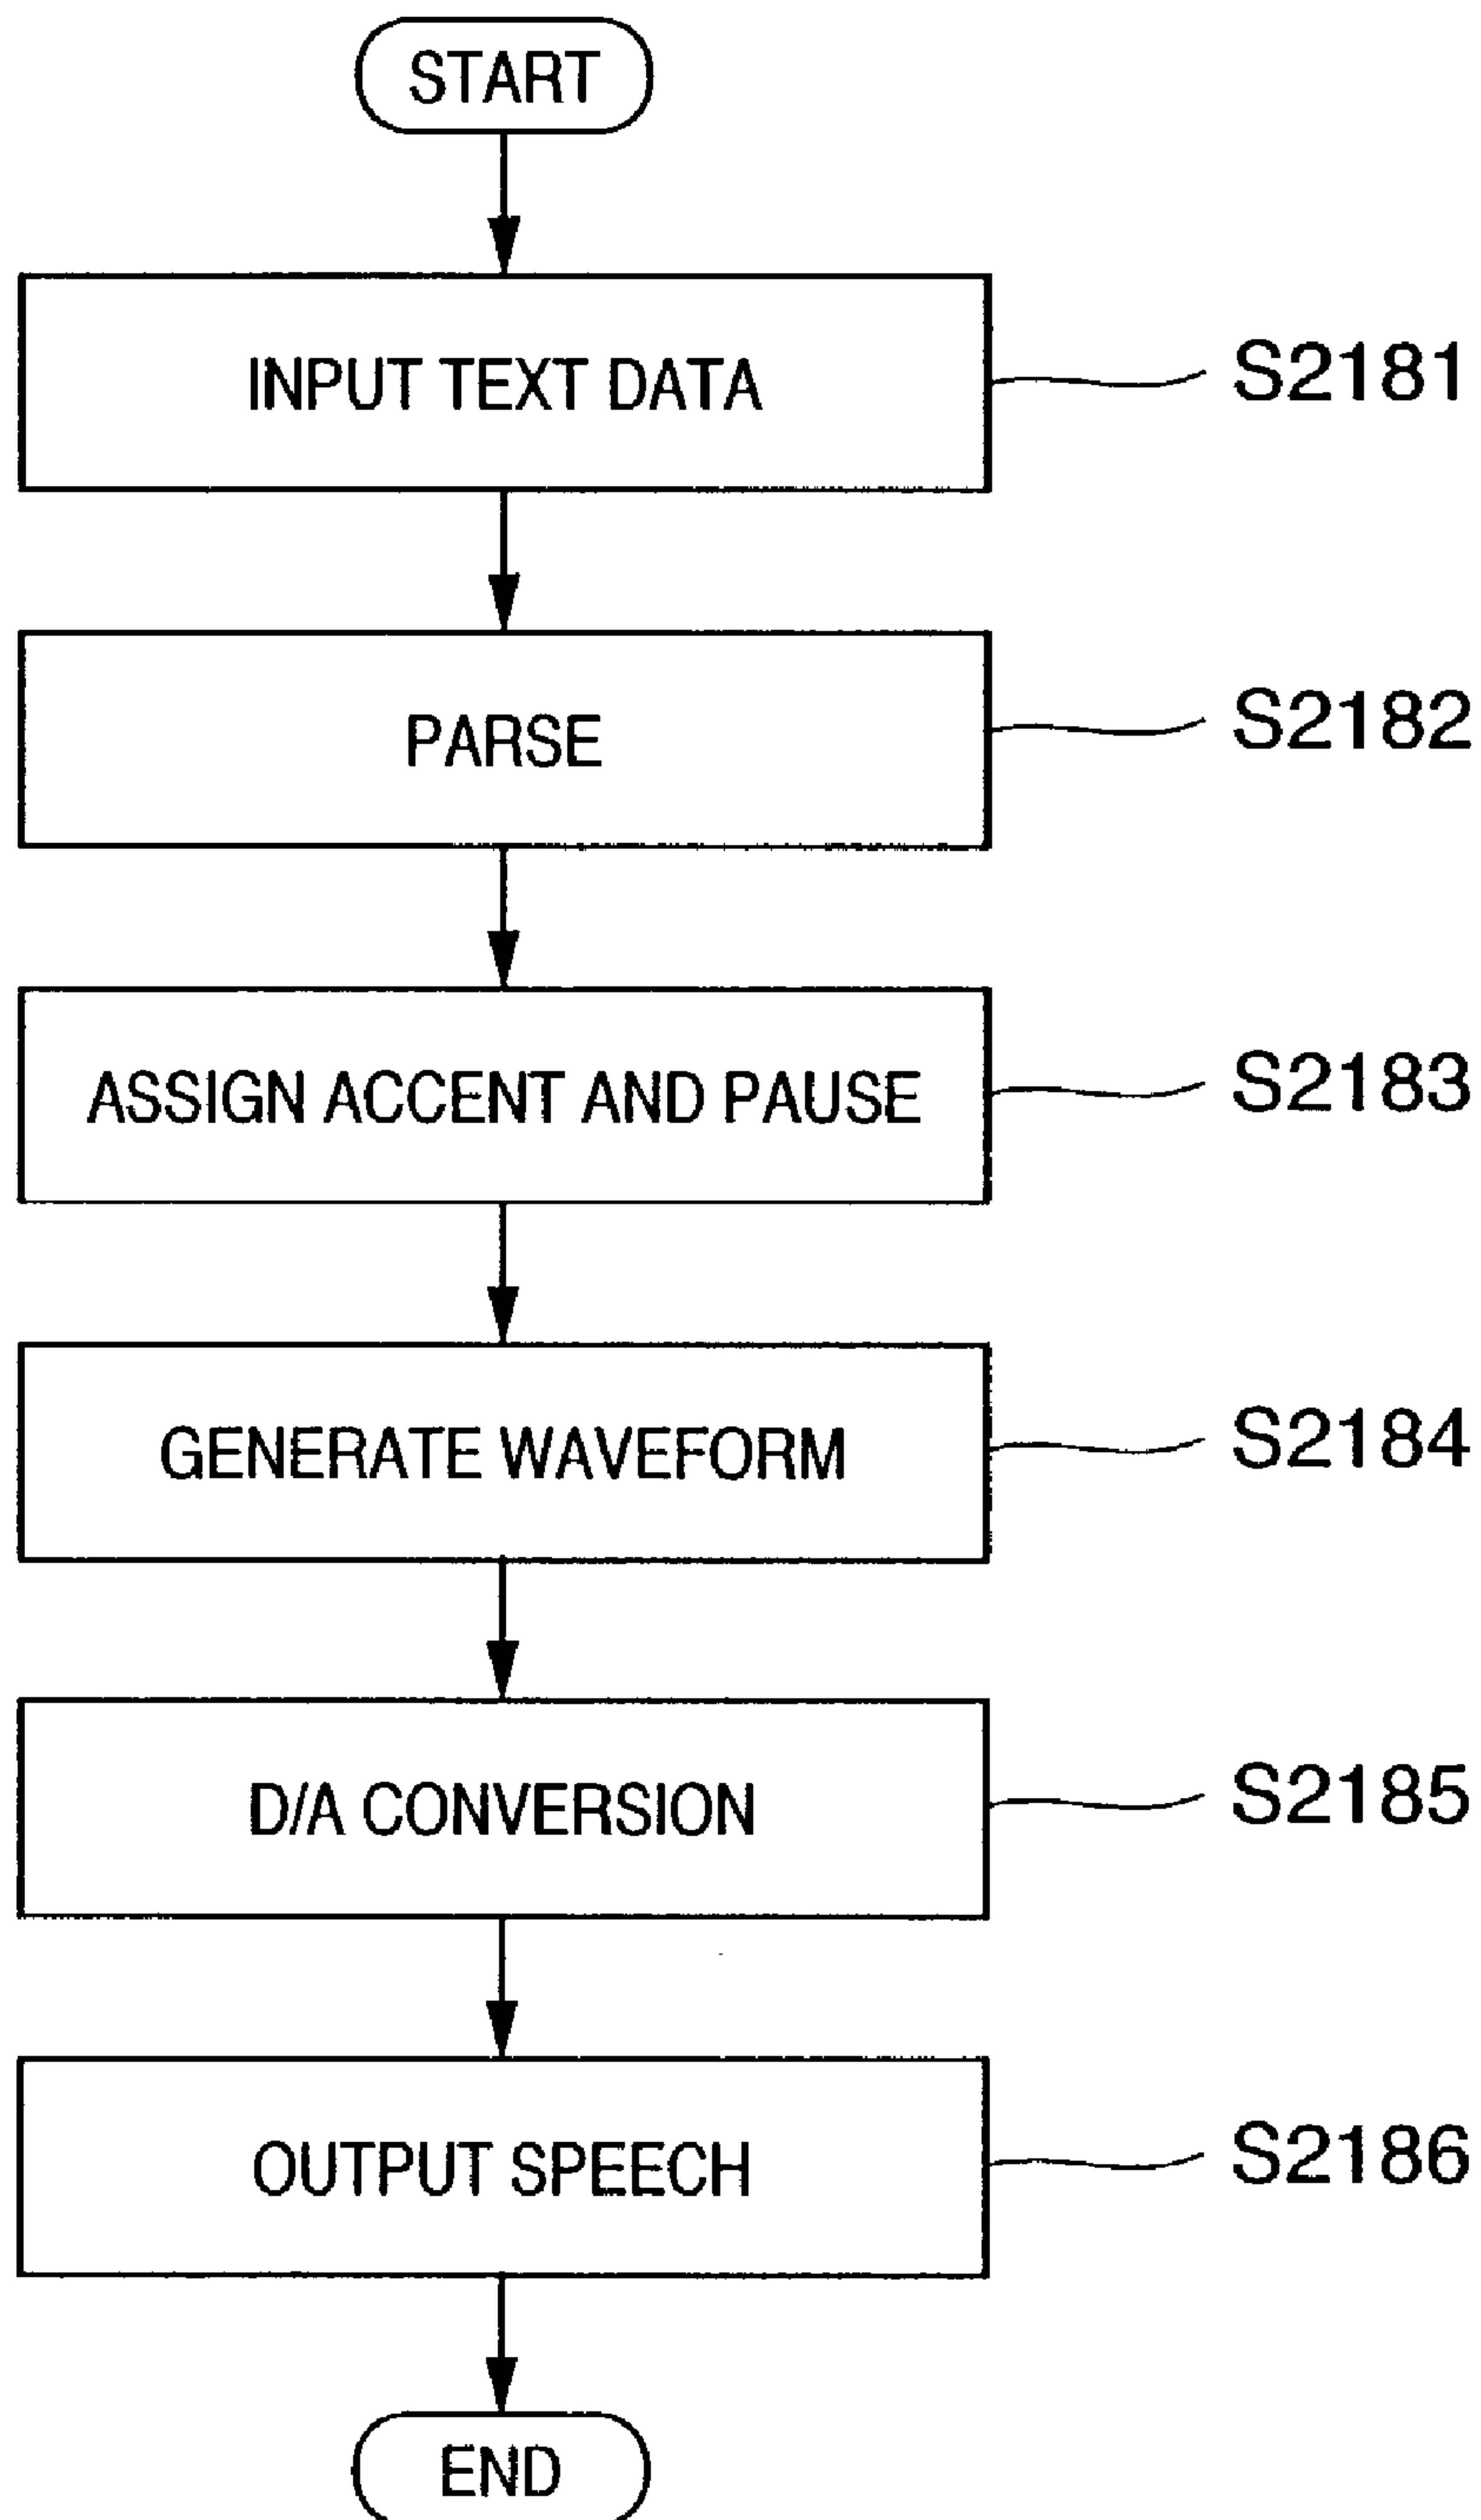 START
INPUT TEXT DATA
S2181
PARSE
S2182
ASSIGN ACCENT AND PAUSE
S2183
GENERATE WAVEFORM
S2184
D/A CONVERSION
S2185
OUTPUT SPEECH
S2186
END